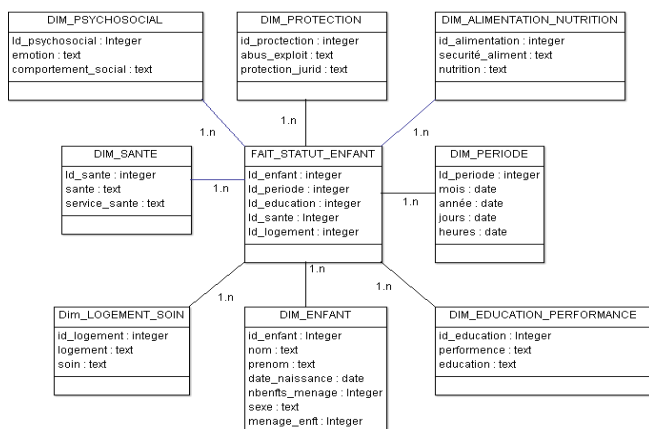 DIM_PSYCHOSOCIAL
Id_psychosocial : Integer
emotion : text
comportement_social : text
DIM_PROTECTION
id_proctection : integer
abus_exploit : text
protection_jurid : text
DIM_ALIMENTATION_NUTRITION
id_alimentation : integer
securité_aliment : text
nutrition : text
1.n
1.n
1.n
DIM_SANTE
Id_sante : integer
sante : text
service_sante : text
1.n
FAIT_STATUT_ENFANT
Id_enfant : integer
Id_periode : integer
Id_education : integer
Id_sante : Integer
Id_logement : integer
1.n
DIM_PERIODE
Id_periode : integer
mois : date
année : date
jours : date
heures : date
1.n
1.n
1.n
Dim_LOGEMENT_SOIN
id_logement : integer
logement : text
soin : text
DIM_ENFANT
id_enfant : Integer
nom : text
prenom : text
date_naissance : date
nbenfts_menage : Integer
sexe : text
menage_enft : Integer
DIM_EDUCATION_PERFORMANCE
id_education : Integer
performence : text
education : text